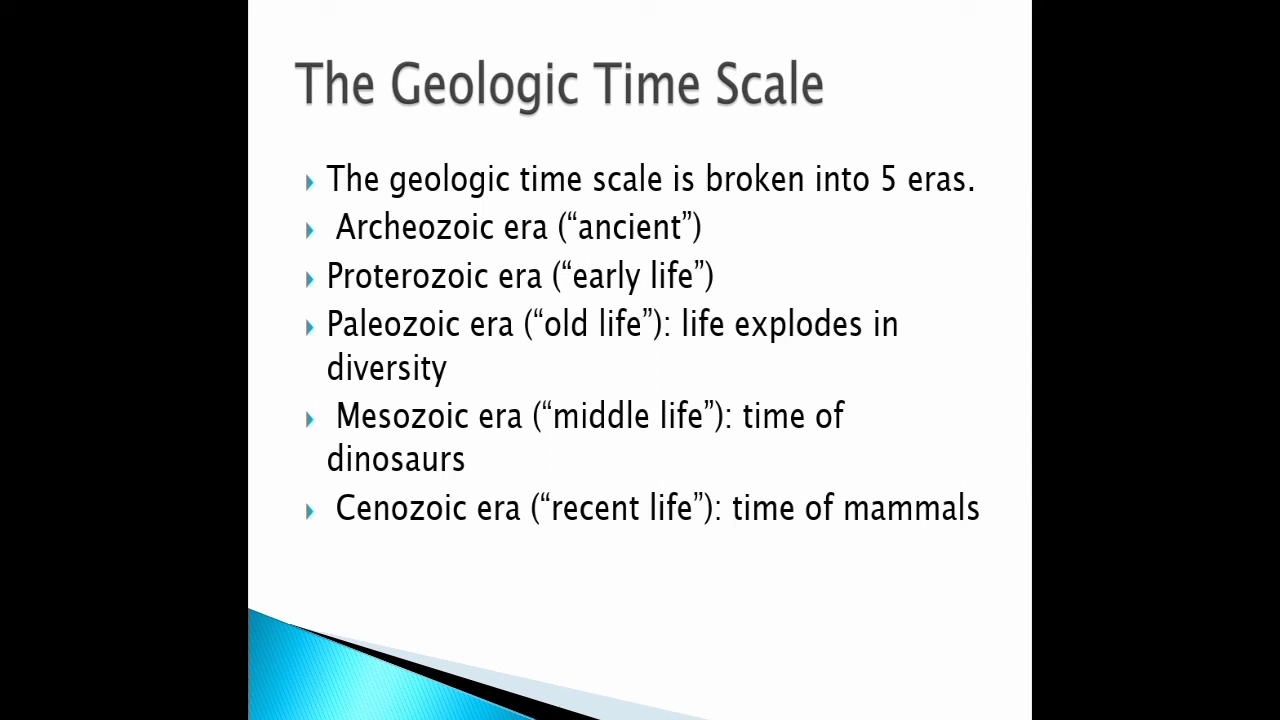 The Geologic Time Scale
The geologic time scale is broken into 5 eras.
Archeozoic era (“ancient”)
Proterozoic era (“early life”)
Paleozoic era (“old life”): life explodes in
diversity
Mesozoic era (“middle life”): time of
dinosaurs
Cenozoic era (“recent life”): time of mammals